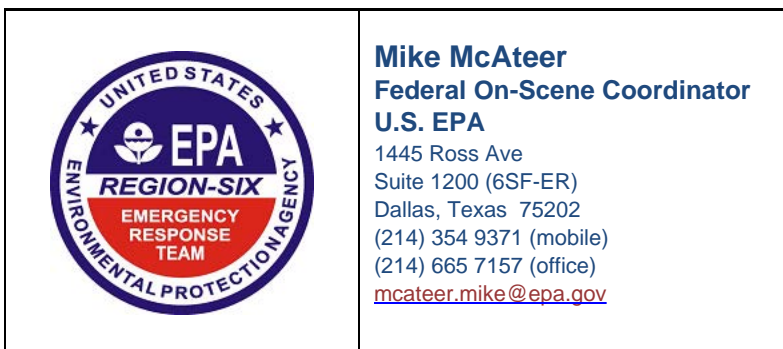 UNITED STATES
EPA
REGION-SIX
EMERGENCY
RESPONSE
TEAM
ENVIRONMENTAL PROTECTIONAGENCY
Mike McAteer
Federal On-Scene Coordinator
U.S. EPA
1445 Ross Ave
Suite 1200 (6SF-ER)
Dallas, Texas  75202
(214) 354 9371 (mobile)
(214) 665 7157 (office)
mcateer.mike@epa.gov